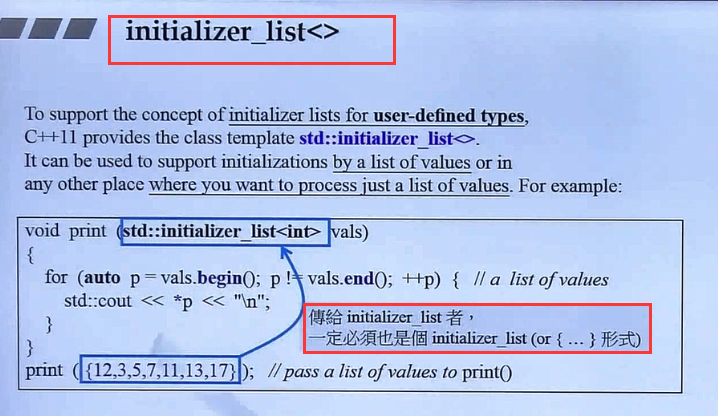 initializer_list<>
To support the concept of initializer lists for user-defined types,
C++11 provides the class template std::initializer_list<>.
It can be used to support initializations by a list of values or in
any other place where you want to process just a list of values. For example:
void print (std::initializer_list<int> vals)
{
for (auto p = vals.begin(); p != vals.end(); ++p) { // a list of values
std::cout << *p << "\n";
}
}
print ( {12,3,5,7,11,13,17} ); // pass a list of values to print()
傳給 initializer_list 者，
一定必須也是個 initializer_list (or { ... } 形式)